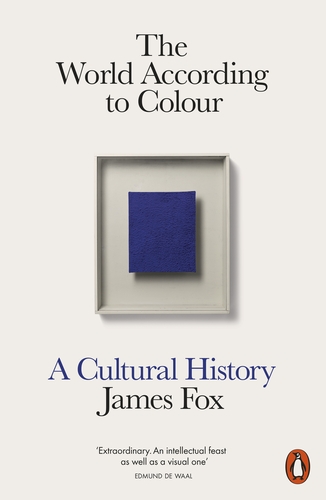 The
World According
to Colour
A Cultural History
James Fox
‘Extraordinary. An intellectual feast
as well as a visual one’
EDMUND DE WAAL